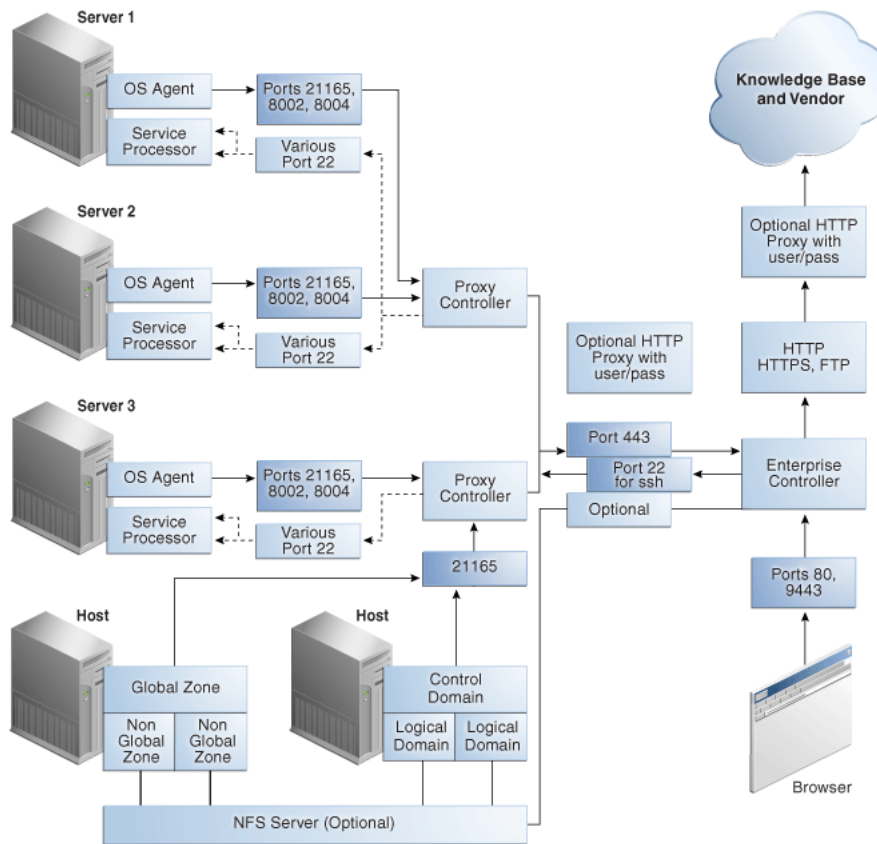 Server 1
OS Agent
Ports 21165,
8002, 8004
Service
Processor
Various
Port 22
Knowledge Base
and Vendor
Server 2
OS Agent
Ports 21165,
8002, 8004
Service
Processor
Various
Port 22
Proxy
Controller
Optional HTTP
Proxy with
user/pass
Optional HTTP
Proxy with
user/pass
HTTP
HTTPS, FTP
Server 3
OS Agent
Ports 21165,
8002, 8004
Service
Processor
Various
Port 22
Proxy
Controller
Port 443
Port 22
for ssh
Optional
Enterprise
Controller
21165
Ports 80,
9443
Host
Global Zone
Non
Global
Zone
Non
Global
Zone
Host
Control
Domain
Logical
Domain
Logical
Domain
Browser
NFS Server (Optional)